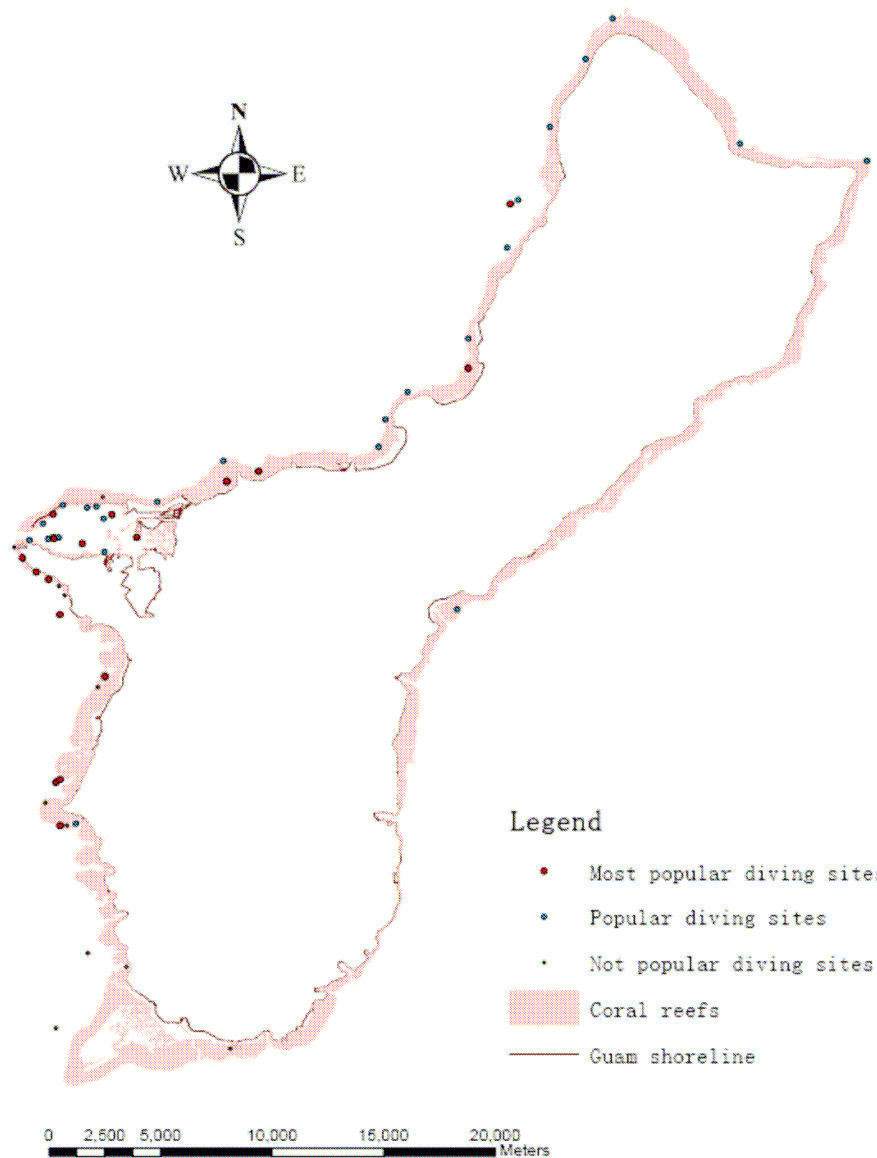 N
W E
S
Legend
Most popular diving site
Popular diving sites
Not popular diving sites
Coral reefs
Guam shoreline
0 2,500 5,000 10,000 15,000 20,000
Meters